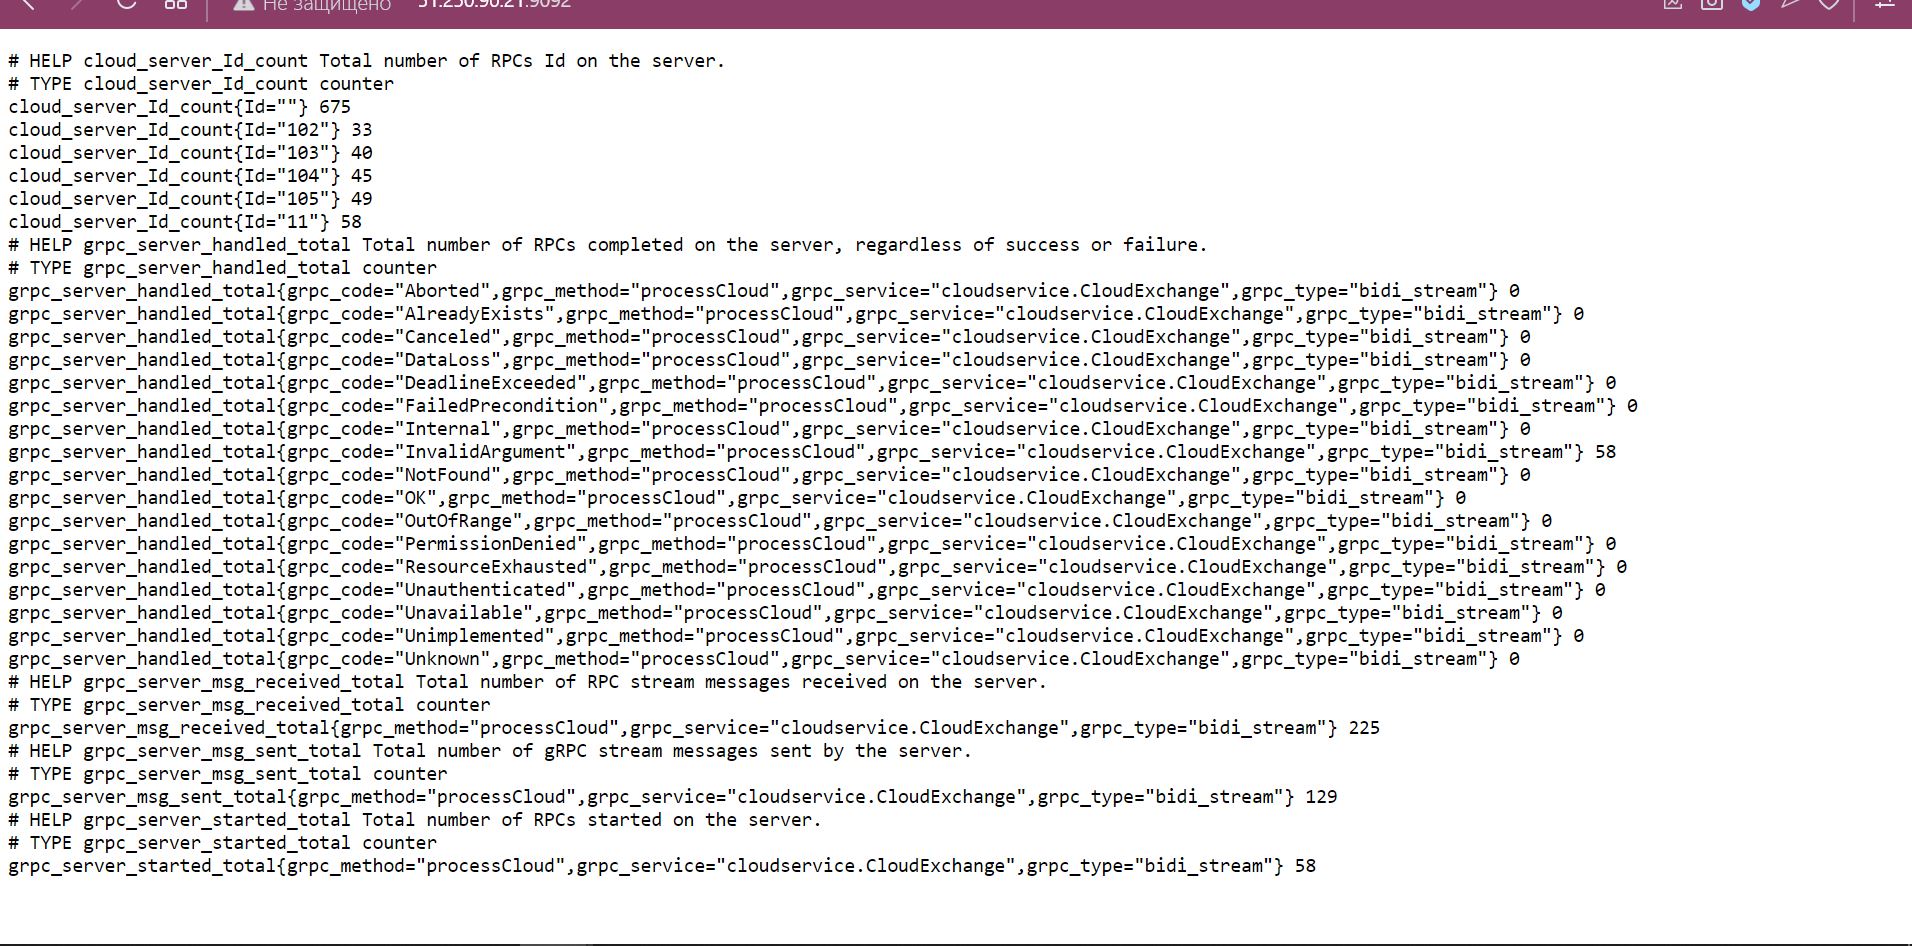 Не защищено 51.250.90.21:9092
# HELP cloud_server_Id_count Total number of RPCs Id on the server.
# TYPE cloud_server_Id_count counter
cloud_server_Id_count{Id=""} 675
cloud_server_Id_count{Id="102"} 33
cloud_server_Id_count{Id="103"} 40
cloud_server_Id_count{Id="104"} 45
cloud_server_Id_count{Id="105"} 49
cloud_server_Id_count{Id="11"} 58
# HELP grpc_server_handled_total Total number of RPCs completed on the server, regardless of success or failure.
# TYPE grpc_server_handled_total counter
grpc_server_handled_total{grpc_code="Aborted",grpc_method="processCloud",grpc_service="cloudservice.CloudExchange",grpc_type="bidi_stream"} 0
grpc_server_handled_total{grpc_code="AlreadyExists",grpc_method="processCloud",grpc_service="cloudservice.CloudExchange",grpc_type="bidi_stream"} 0
grpc_server_handled_total{grpc_code="Canceled",grpc_method="processCloud",grpc_service="cloudservice.CloudExchange",grpc_type="bidi_stream"} 0
grpc_server_handled_total{grpc_code="DataLoss",grpc_method="processCloud",grpc_service="cloudservice.CloudExchange",grpc_type="bidi_stream"} 0
grpc_server_handled_total{grpc_code="DeadlineExceeded",grpc_method="processCloud",grpc_service="cloudservice.CloudExchange",grpc_type="bidi_stream"} 0
grpc_server_handled_total{grpc_code="FailedPrecondition",grpc_method="processCloud",grpc_service="cloudservice.CloudExchange",grpc_type="bidi_stream"} 0
grpc_server_handled_total{grpc_code="Internal",grpc_method="processCloud",grpc_service="cloudservice.CloudExchange",grpc_type="bidi_stream"} 0
grpc_server_handled_total{grpc_code="InvalidArgument",grpc_method="processCloud",grpc_service="cloudservice.CloudExchange",grpc_type="bidi_stream"} 58
grpc_server_handled_total{grpc_code="NotFound",grpc_method="processCloud",grpc_service="cloudservice.CloudExchange",grpc_type="bidi_stream"} 0
grpc_server_handled_total{grpc_code="OK",grpc_method="processCloud",grpc_service="cloudservice.CloudExchange",grpc_type="bidi_stream"} 0
grpc_server_handled_total{grpc_code="OutOfRange",grpc_method="processCloud",grpc_service="cloudservice.CloudExchange",grpc_type="bidi_stream"} 0
grpc_server_handled_total{grpc_code="PermissionDenied",grpc_method="processCloud",grpc_service="cloudservice.CloudExchange",grpc_type="bidi_stream"} 0
grpc_server_handled_total{grpc_code="ResourceExhausted",grpc_method="processCloud",grpc_service="cloudservice.CloudExchange",grpc_type="bidi_stream"} 0
grpc_server_handled_total{grpc_code="Unauthenticated",grpc_method="processCloud",grpc_service="cloudservice.CloudExchange",grpc_type="bidi_stream"} 0
grpc_server_handled_total{grpc_code="Unavailable",grpc_method="processCloud",grpc_service="cloudservice.CloudExchange",grpc_type="bidi_stream"} 0
grpc_server_handled_total{grpc_code="Unimplemented",grpc_method="processCloud",grpc_service="cloudservice.CloudExchange",grpc_type="bidi_stream"} 0
grpc_server_handled_total{grpc_code="Unknown",grpc_method="processCloud",grpc_service="cloudservice.CloudExchange",grpc_type="bidi_stream"} 0
# HELP grpc_server_msg_received_total Total number of RPC stream messages received on the server.
# TYPE grpc_server_msg_received_total counter
grpc_server_msg_received_total{grpc_method="processCloud",grpc_service="cloudservice.CloudExchange",grpc_type="bidi_stream"} 225
# HELP grpc_server_msg_sent_total Total number of gRPC stream messages sent by the server.
# TYPE grpc_server_msg_sent_total counter
grpc_server_msg_sent_total{grpc_method="processCloud",grpc_service="cloudservice.CloudExchange",grpc_type="bidi_stream"} 129
# HELP grpc_server_started_total Total number of RPCs started on the server.
# TYPE grpc_server_started_total counter
grpc_server_started_total{grpc_method="processCloud",grpc_service="cloudservice.CloudExchange",grpc_type="bidi_stream"} 58